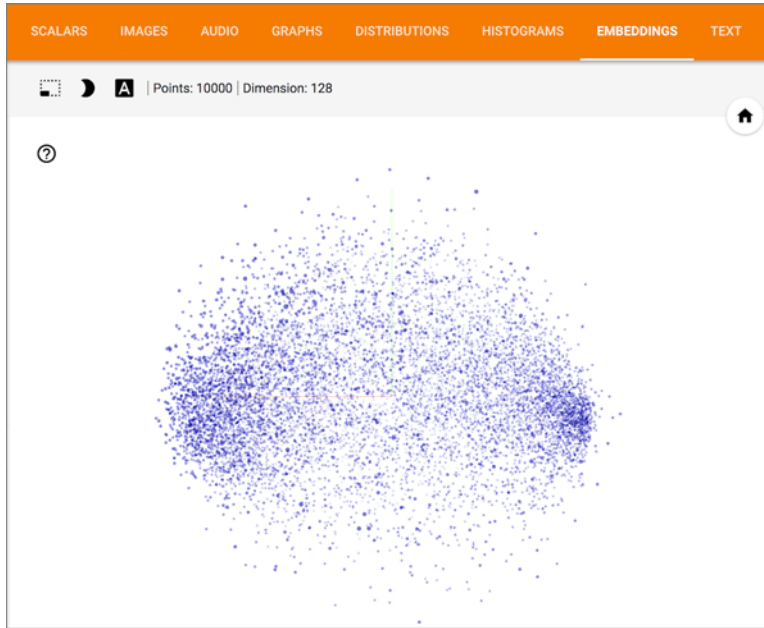 SCALARS IMAGES AUDIO GRAPHS DISTRIBUTIONS HISTOGRAMS EMBEDDINGS TEXT
A | Points: 10000 | Dimension: 128